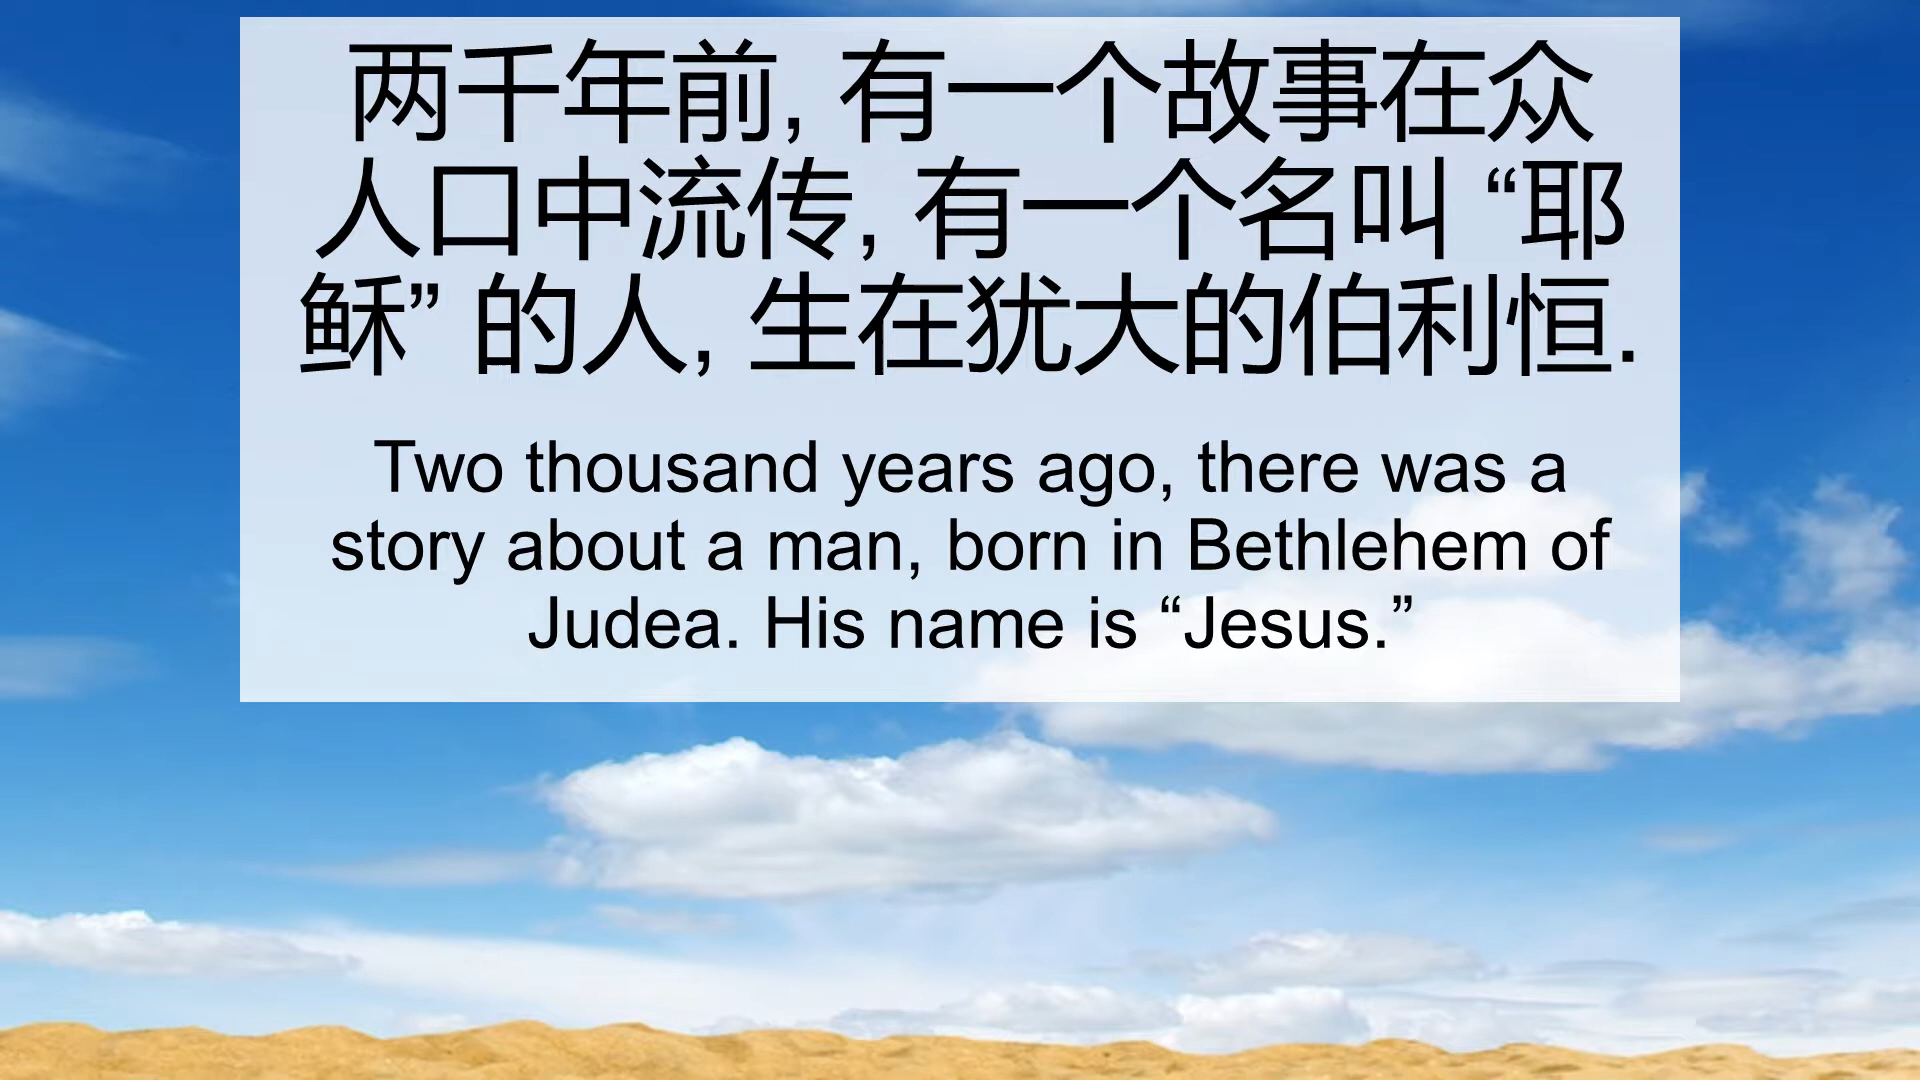 两千年前, 有一个故事在众
人口中流传, 有一个名叫 “耶
稣” 的人, 生在犹大的伯利恒.
Two thousand years ago, there was a
story about a man, born in Bethlehem of
Judea. His name is “Jesus.”